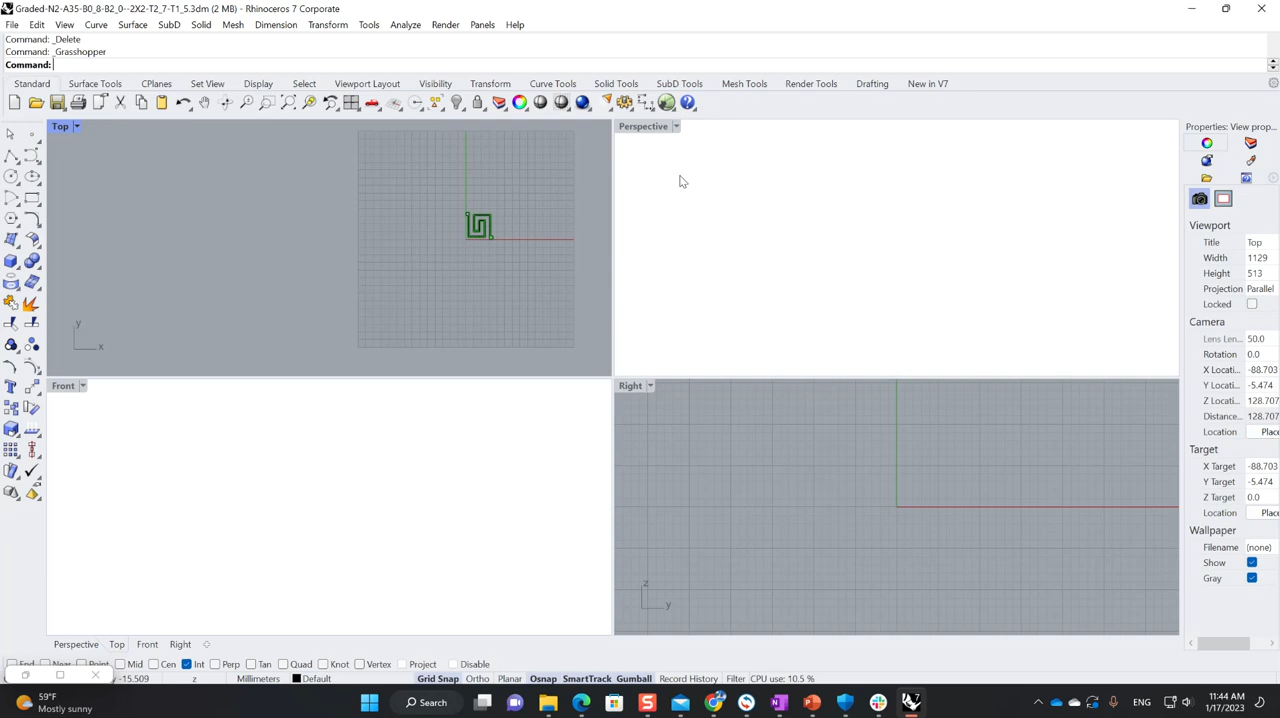 Graded-N2-A35-B0_8-B2_0--2X2-T2_7-T1_5.3dm (2 MB) - Rhinoceros 7 Corporate
File Edit View Curve Surface SubD Solid Mesh Dimension Transform Tools Analyze Render Panels Help
Command: _Delete
Command: _Grasshopper
Command:
Standard Surface Tools CPlanes Set View Display Select Viewport Layout Visibility Transform Curve Tools Solid Tools SubD Tools Mesh Tools Render Tools Drafting New in V7
Top
Perspective
Properties: View prop...
y
x
Viewport
Title Top
Width 1129
Height 513
Projection Parallel
Locked
Camera
Lens Len... 50.0
Rotation 0.0
X Locati... -88.703
Y Locati... -5.474
Z Locati... 128.707
Distance... 128.707
Location Place
Target
X Target -88.703
Y Target -5.474
Z Target 0.0
Location Place
Wallpaper
Filename (none)
Show
Gray
Front
Right
z
y
Perspective Top Front Right
End Near Point Mid Cen Int Perp Tan Quad Knot Vertex Project Disable
-15.509 z Millimeters Default Grid Snap Ortho Planar Osnap SmartTrack Gumball Record History Filter CPU use: 10.5 %
59°F
Mostly sunny
Search
ENG
11:44 AM
1/17/2023